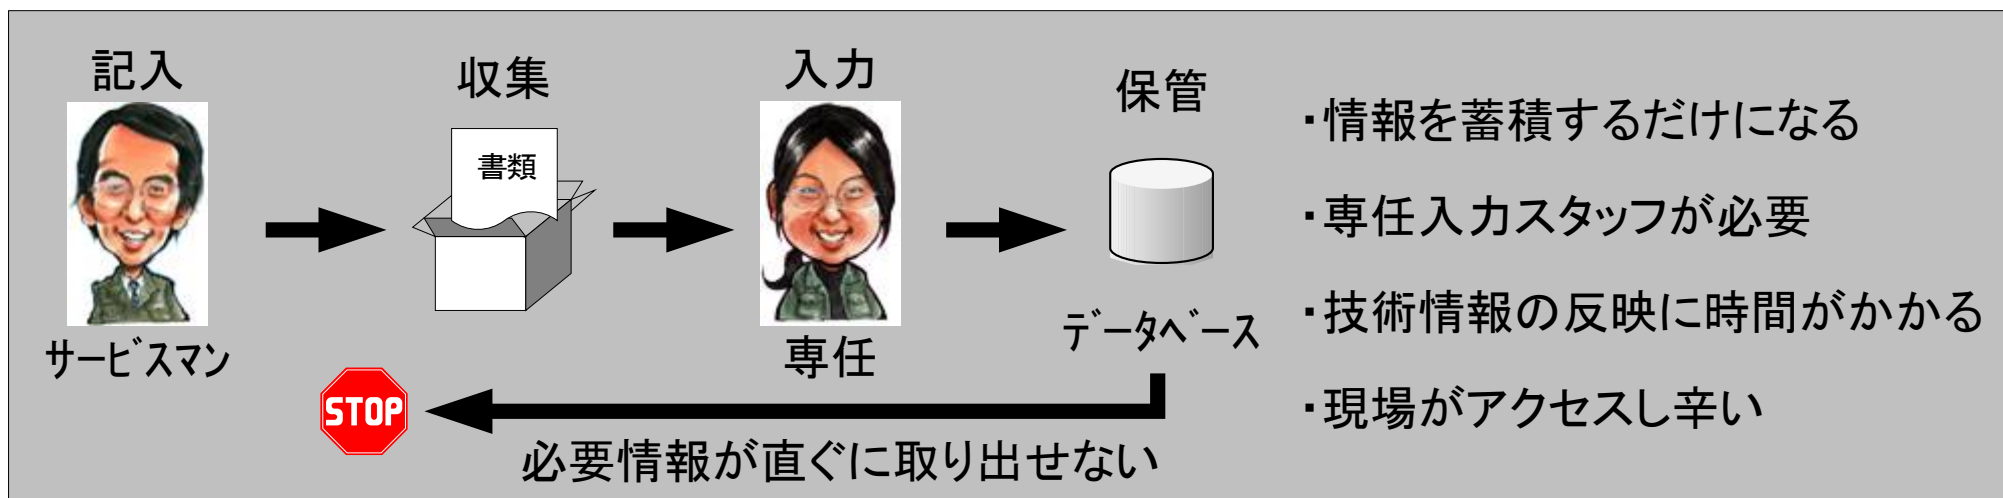 記入
サービスマン
収集
書類
入力
専任
保管
データベース
STOP
必要情報が直ぐに取り出せない
・情報を蓄積するだけになる
・専任入力スタッフが必要
・技術情報の反映に時間がかかる
・現場がアクセスし辛い